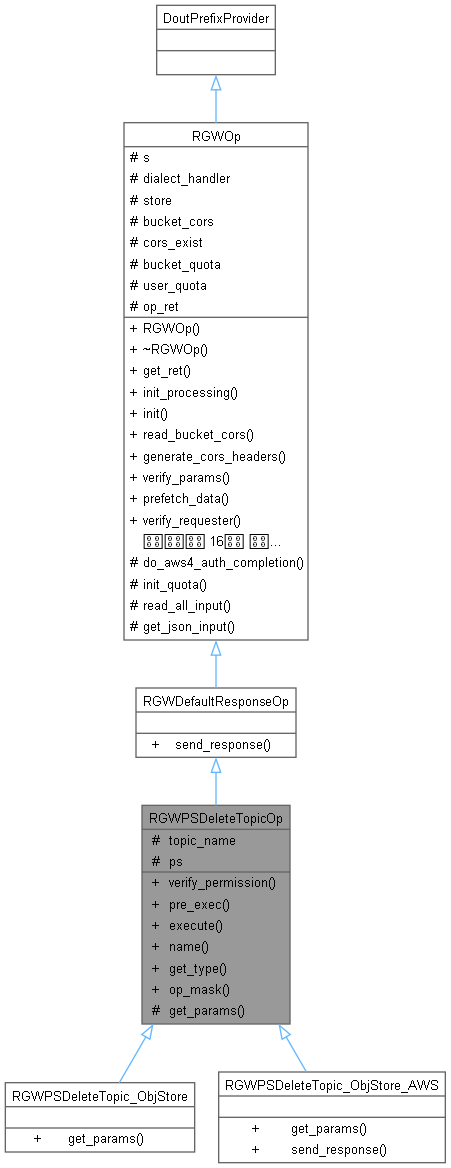 DoutPrefixProvider
RGWOp
# s
# dialect_handler
# store
# bucket_cors
# cors_exist
# bucket_quota
# user_quota
# op_ret
+ RGWOp()
+ ~RGWOp()
+ get_ret()
+ init_processing()
+ init()
+ read_bucket_cors()
+ generate_cors_headers()
+ verify_params()
+ prefetch_data()
+ verify_requester()
16 ...
# do_aws4_auth_completion()
# init_quota()
# read_all_input()
# get_json_input()
RGWDefaultResponseOp
+ send_response()
RGWPSDeleteTopicOp
# topic_name
# ps
+ verify_permission()
+ pre_exec()
+ execute()
+ name()
+ get_type()
+ op_mask()
# get_params()
RGWPSDeleteTopic_ObjStore
+ get_params()
RGWPSDeleteTopic_ObjStore_AWS
+ get_params()
+ send_response()